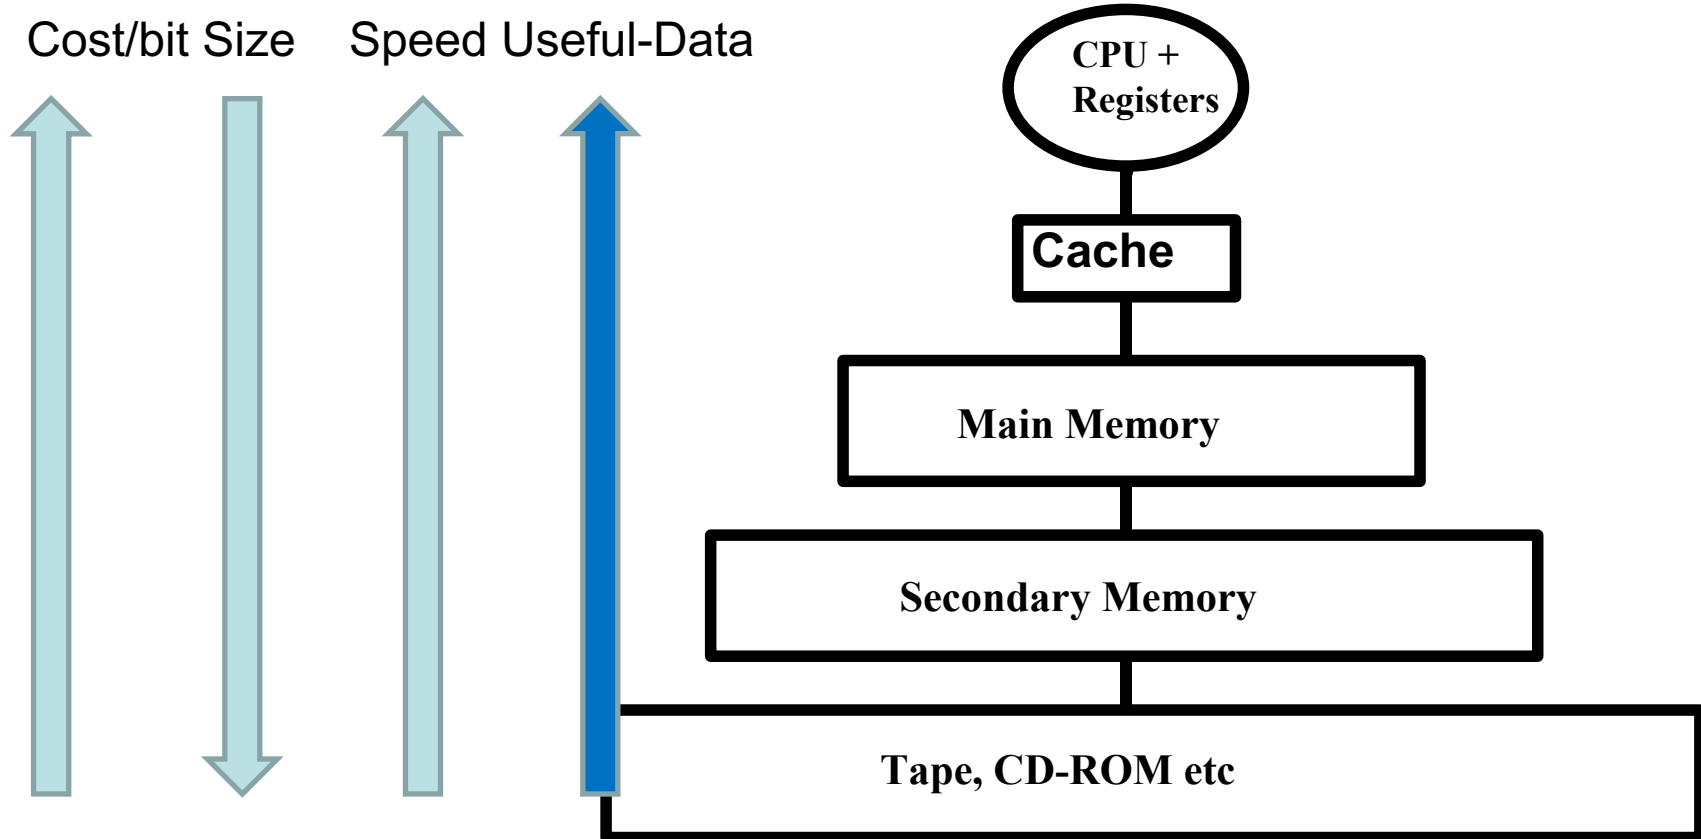 Cost/bit Size Speed Useful-Data
CPU +
Registers
Cache
Main Memory
Secondary Memory
Tape, CD-ROM etc